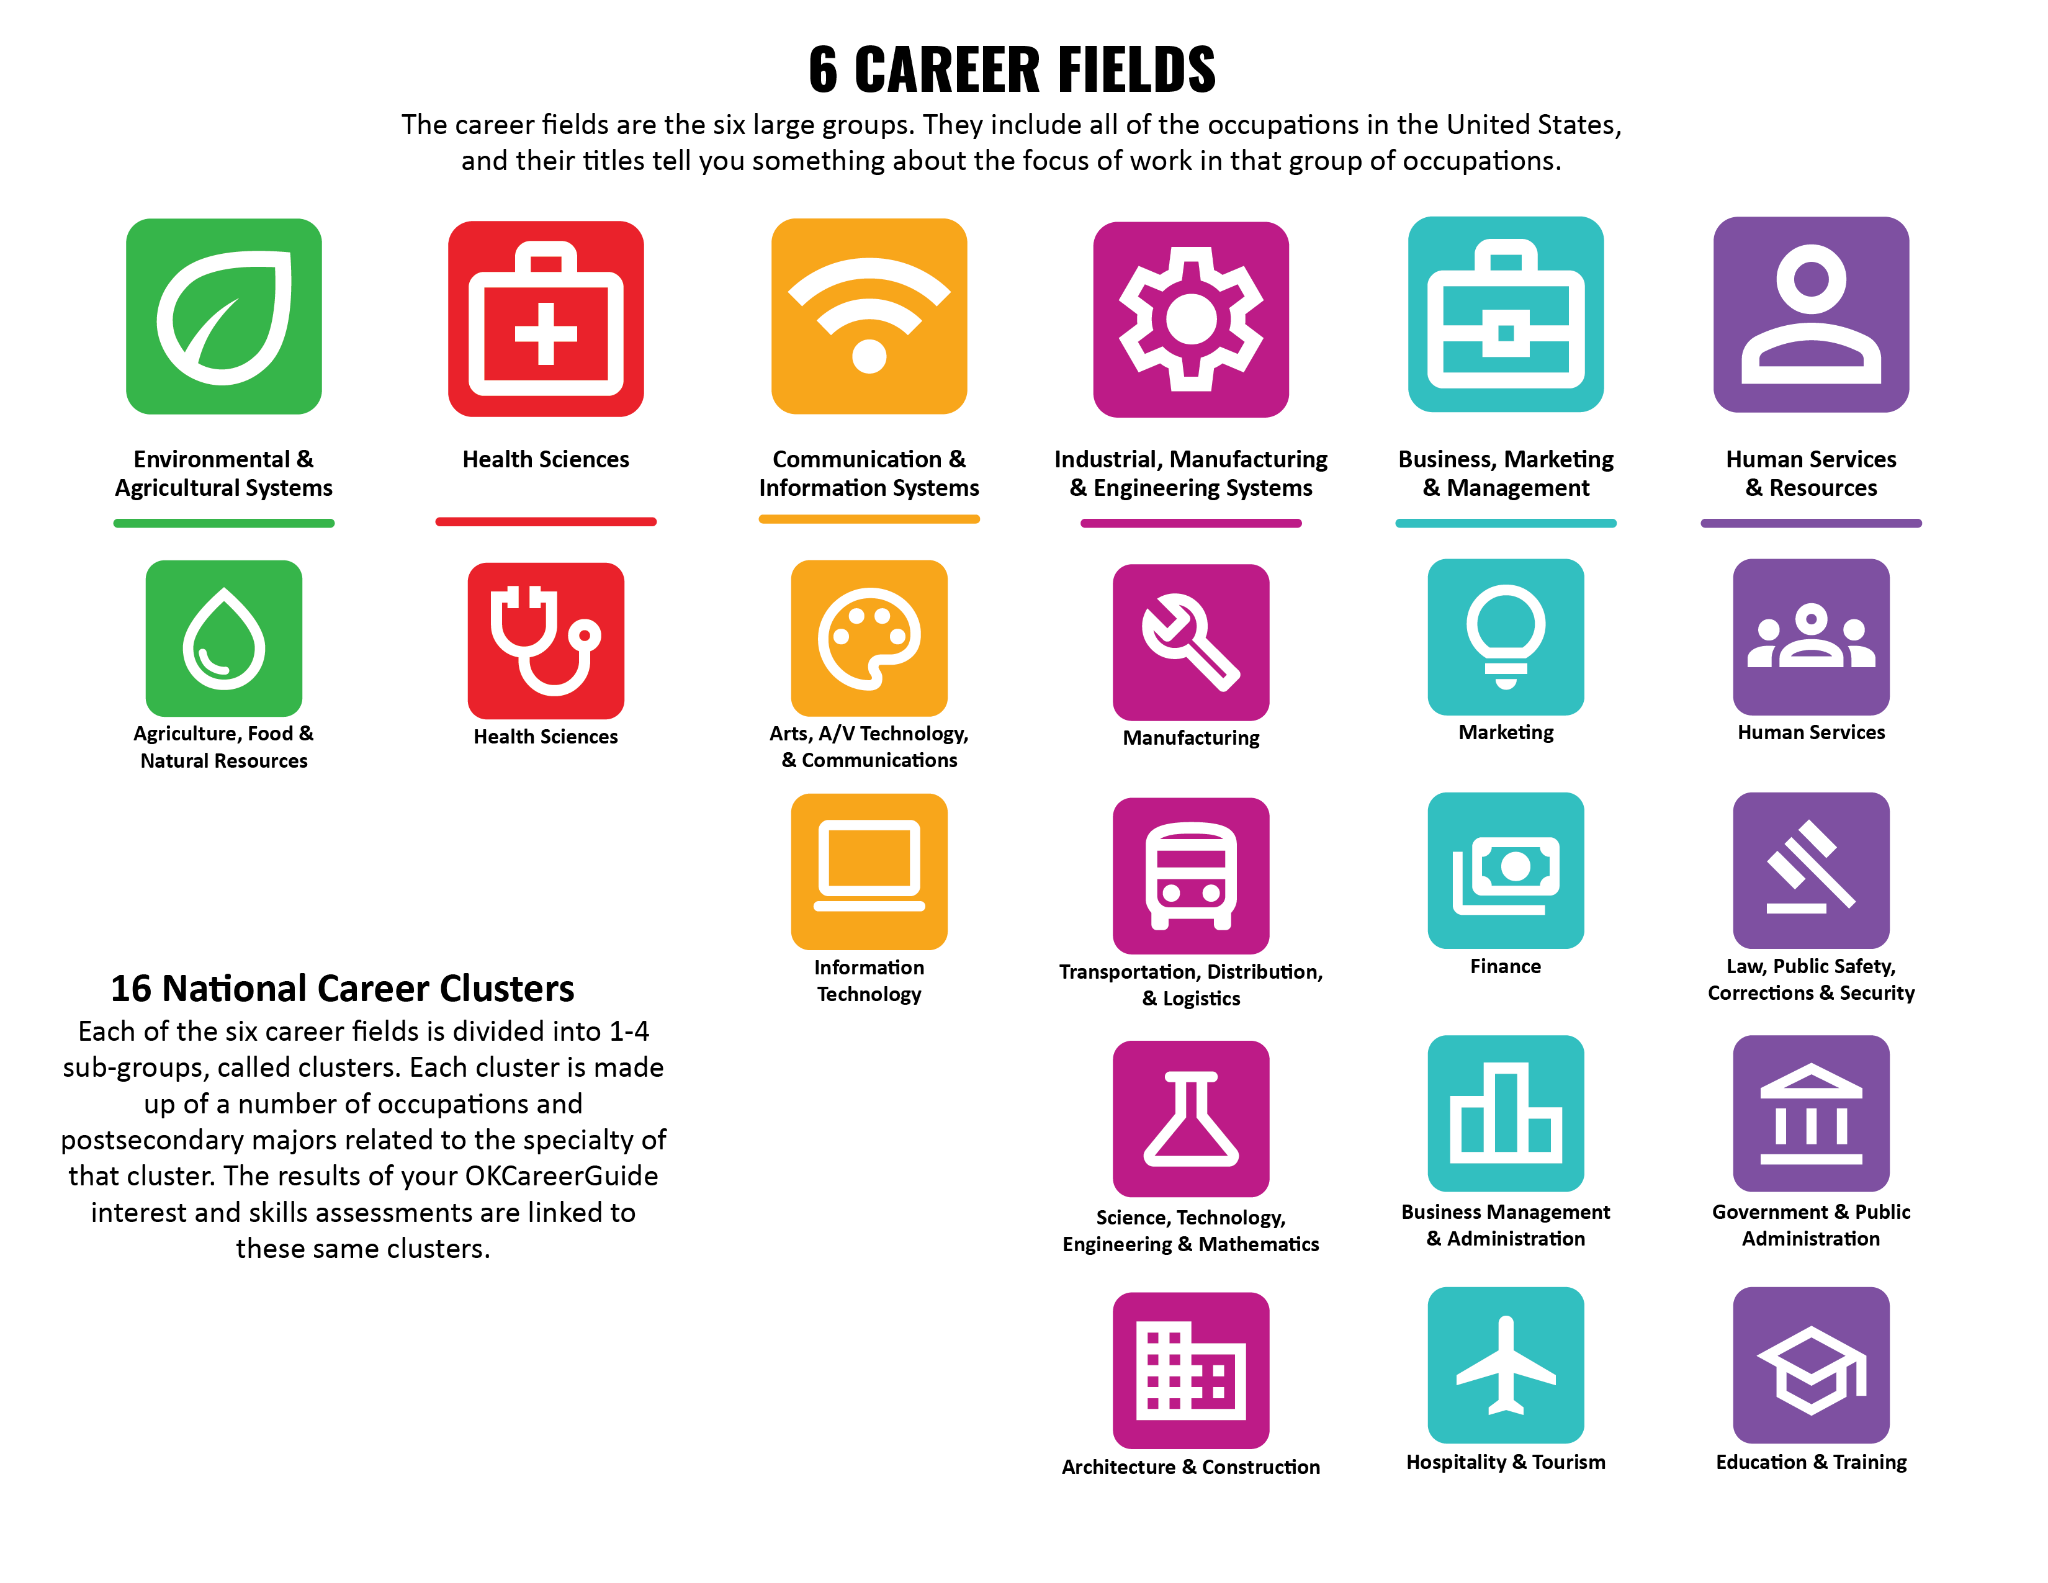 6 CAREER FIELDS
The career fields are the six large groups. They include all of the occupations in the United States,
and their titles tell you something about the focus of work in that group of occupations.
Environmental &
Agricultural Systems
Health Sciences
Communication &
Information Systems
Industrial, Manufacturing
& Engineering Systems
Business, Marketing
& Management
Human Services
& Resources
Agriculture, Food &
Natural Resources
Health Sciences
Arts, A/V Technology,
& Communications
Manufacturing
Marketing
Human Services
Information
Technology
Transportation, Distribution,
& Logistics
Finance
Law, Public Safety,
Corrections & Security
16 National Career Clusters
Each of the six career fields is divided into 1-4
sub-groups, called clusters. Each cluster is made
up of a number of occupations and
postsecondary majors related to the specialty of
that cluster. The results of your OKCareerGuide
interest and skills assessments are linked to
these same clusters.
Science, Technology,
Engineering & Mathematics
Business Management
& Administration
Government & Public
Administration
Architecture & Construction
Hospitality & Tourism
Education & Training